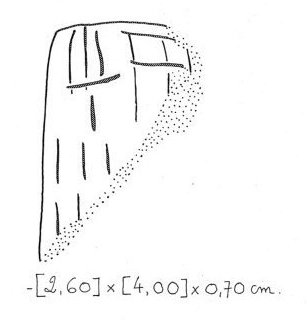 -[2,60] × [4,00] × 0,70 cm.